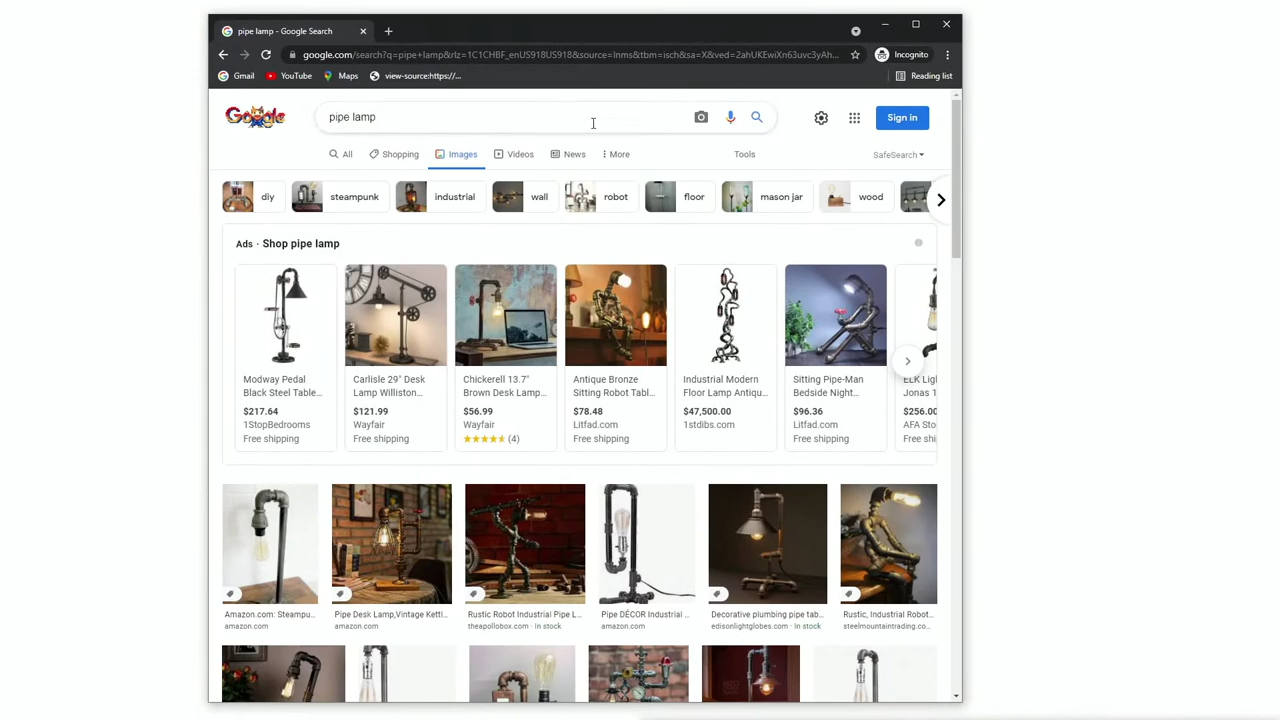 pipe lamp - Google Search
google.com/search?q=pipe+lamp&rlz=1C1CHBF_enUS918US918&source=lnms&tbm=isch&sa=X&ved=2ahUKEwiXn63uvc3yAh...
Incognito
Gmail
YouTube
Maps
view-source:https://...
Reading list
Google
pipe lamp
Sign in
All
Shopping
Images
Videos
News
More
Tools
SafeSearch
diy
steampunk
industrial
wall
robot
floor
mason jar
wood
Ads · Shop pipe lamp
Modway Pedal
Black Steel Table...
$217.64
1StopBedrooms
Free shipping
Carlisle 29" Desk
Lamp Williston...
$121.99
Wayfair
Free shipping
Chickerell 13.7"
Brown Desk Lamp...
$56.99
Wayfair
(4)
Antique Bronze
Sitting Robot Tabl...
$78.48
Litfad.com
Free shipping
Industrial Modern
Floor Lamp Antiqu...
$47,500.00
1stdibs.com
Sitting Pipe-Man
Bedside Night...
$96.36
Litfad.com
Free shipping
ELK Lig
Jonas 1
$256.00
AFA Sto
Free shi
Amazon.com: Steampu...
amazon.com
Pipe Desk Lamp,Vintage Kettl...
amazon.com
Rustic Robot Industrial Pipe L...
theapollobox.com · In stock
Pipe DÉCOR Industrial ...
amazon.com
Decorative plumbing pipe tab...
edisonlightglobes.com · In stock
Rustic, Industrial Robot...
steelmountaintrading.co...